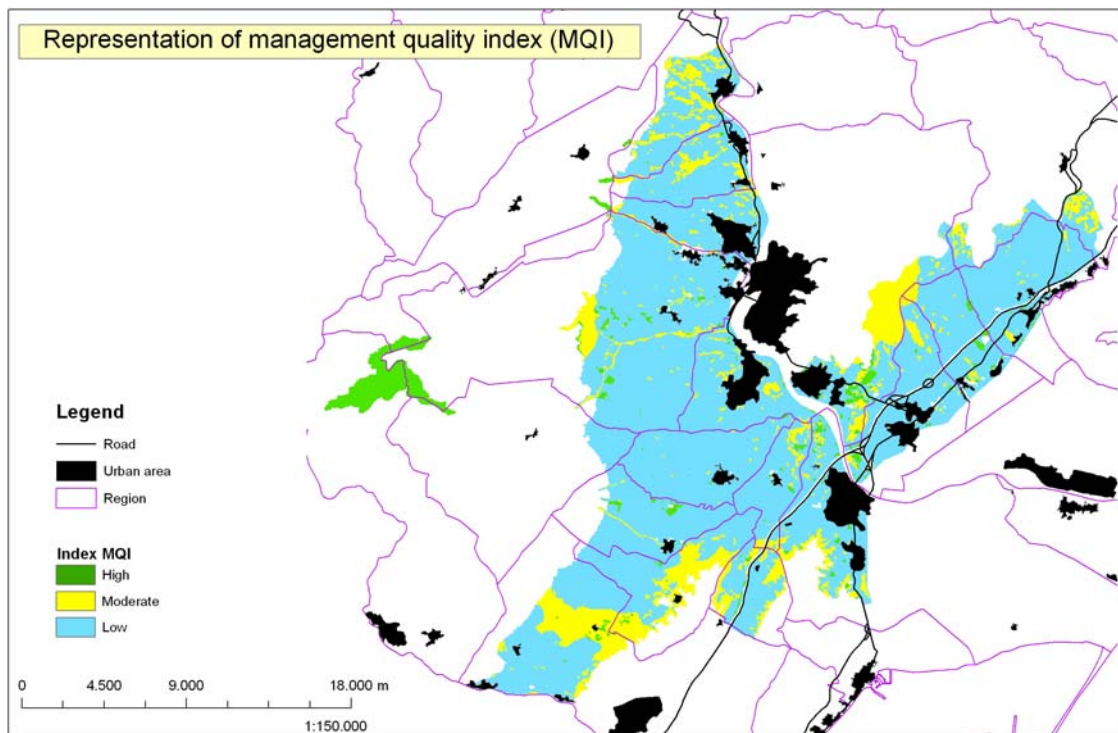 Representation of management quality index (MQI)
Legend
Road
Urban area
Region
Index MQI
High
Moderate
Low
0 4.500 9.000 18.000 m
1:150.000